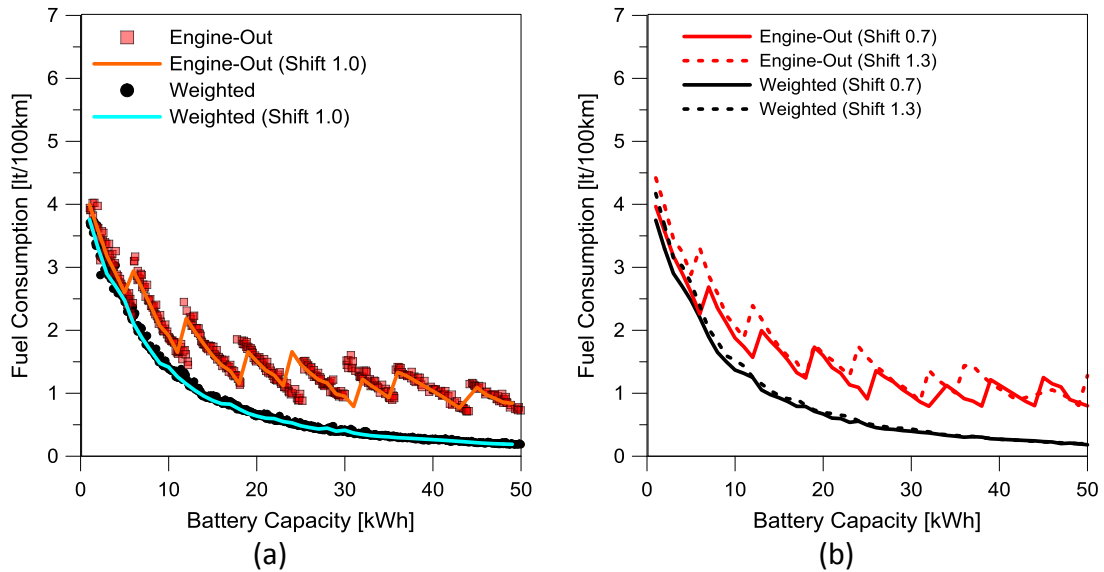 Fuel Consumption [lt/100km]
7
6
5
4
3
2
1
0
Engine-Out
Engine-Out (Shift 1.0)
Weighted
Weighted (Shift 1.0)
0 10 20 30 40 50
Battery Capacity [kWh]
(a)
Fuel Consumption [lt/100km]
7
6
5
4
3
2
1
0
Engine-Out (Shift 0.7)
Engine-Out (Shift 1.3)
Weighted (Shift 0.7)
Weighted (Shift 1.3)
0 10 20 30 40 50
Battery Capacity [kWh]
(b)